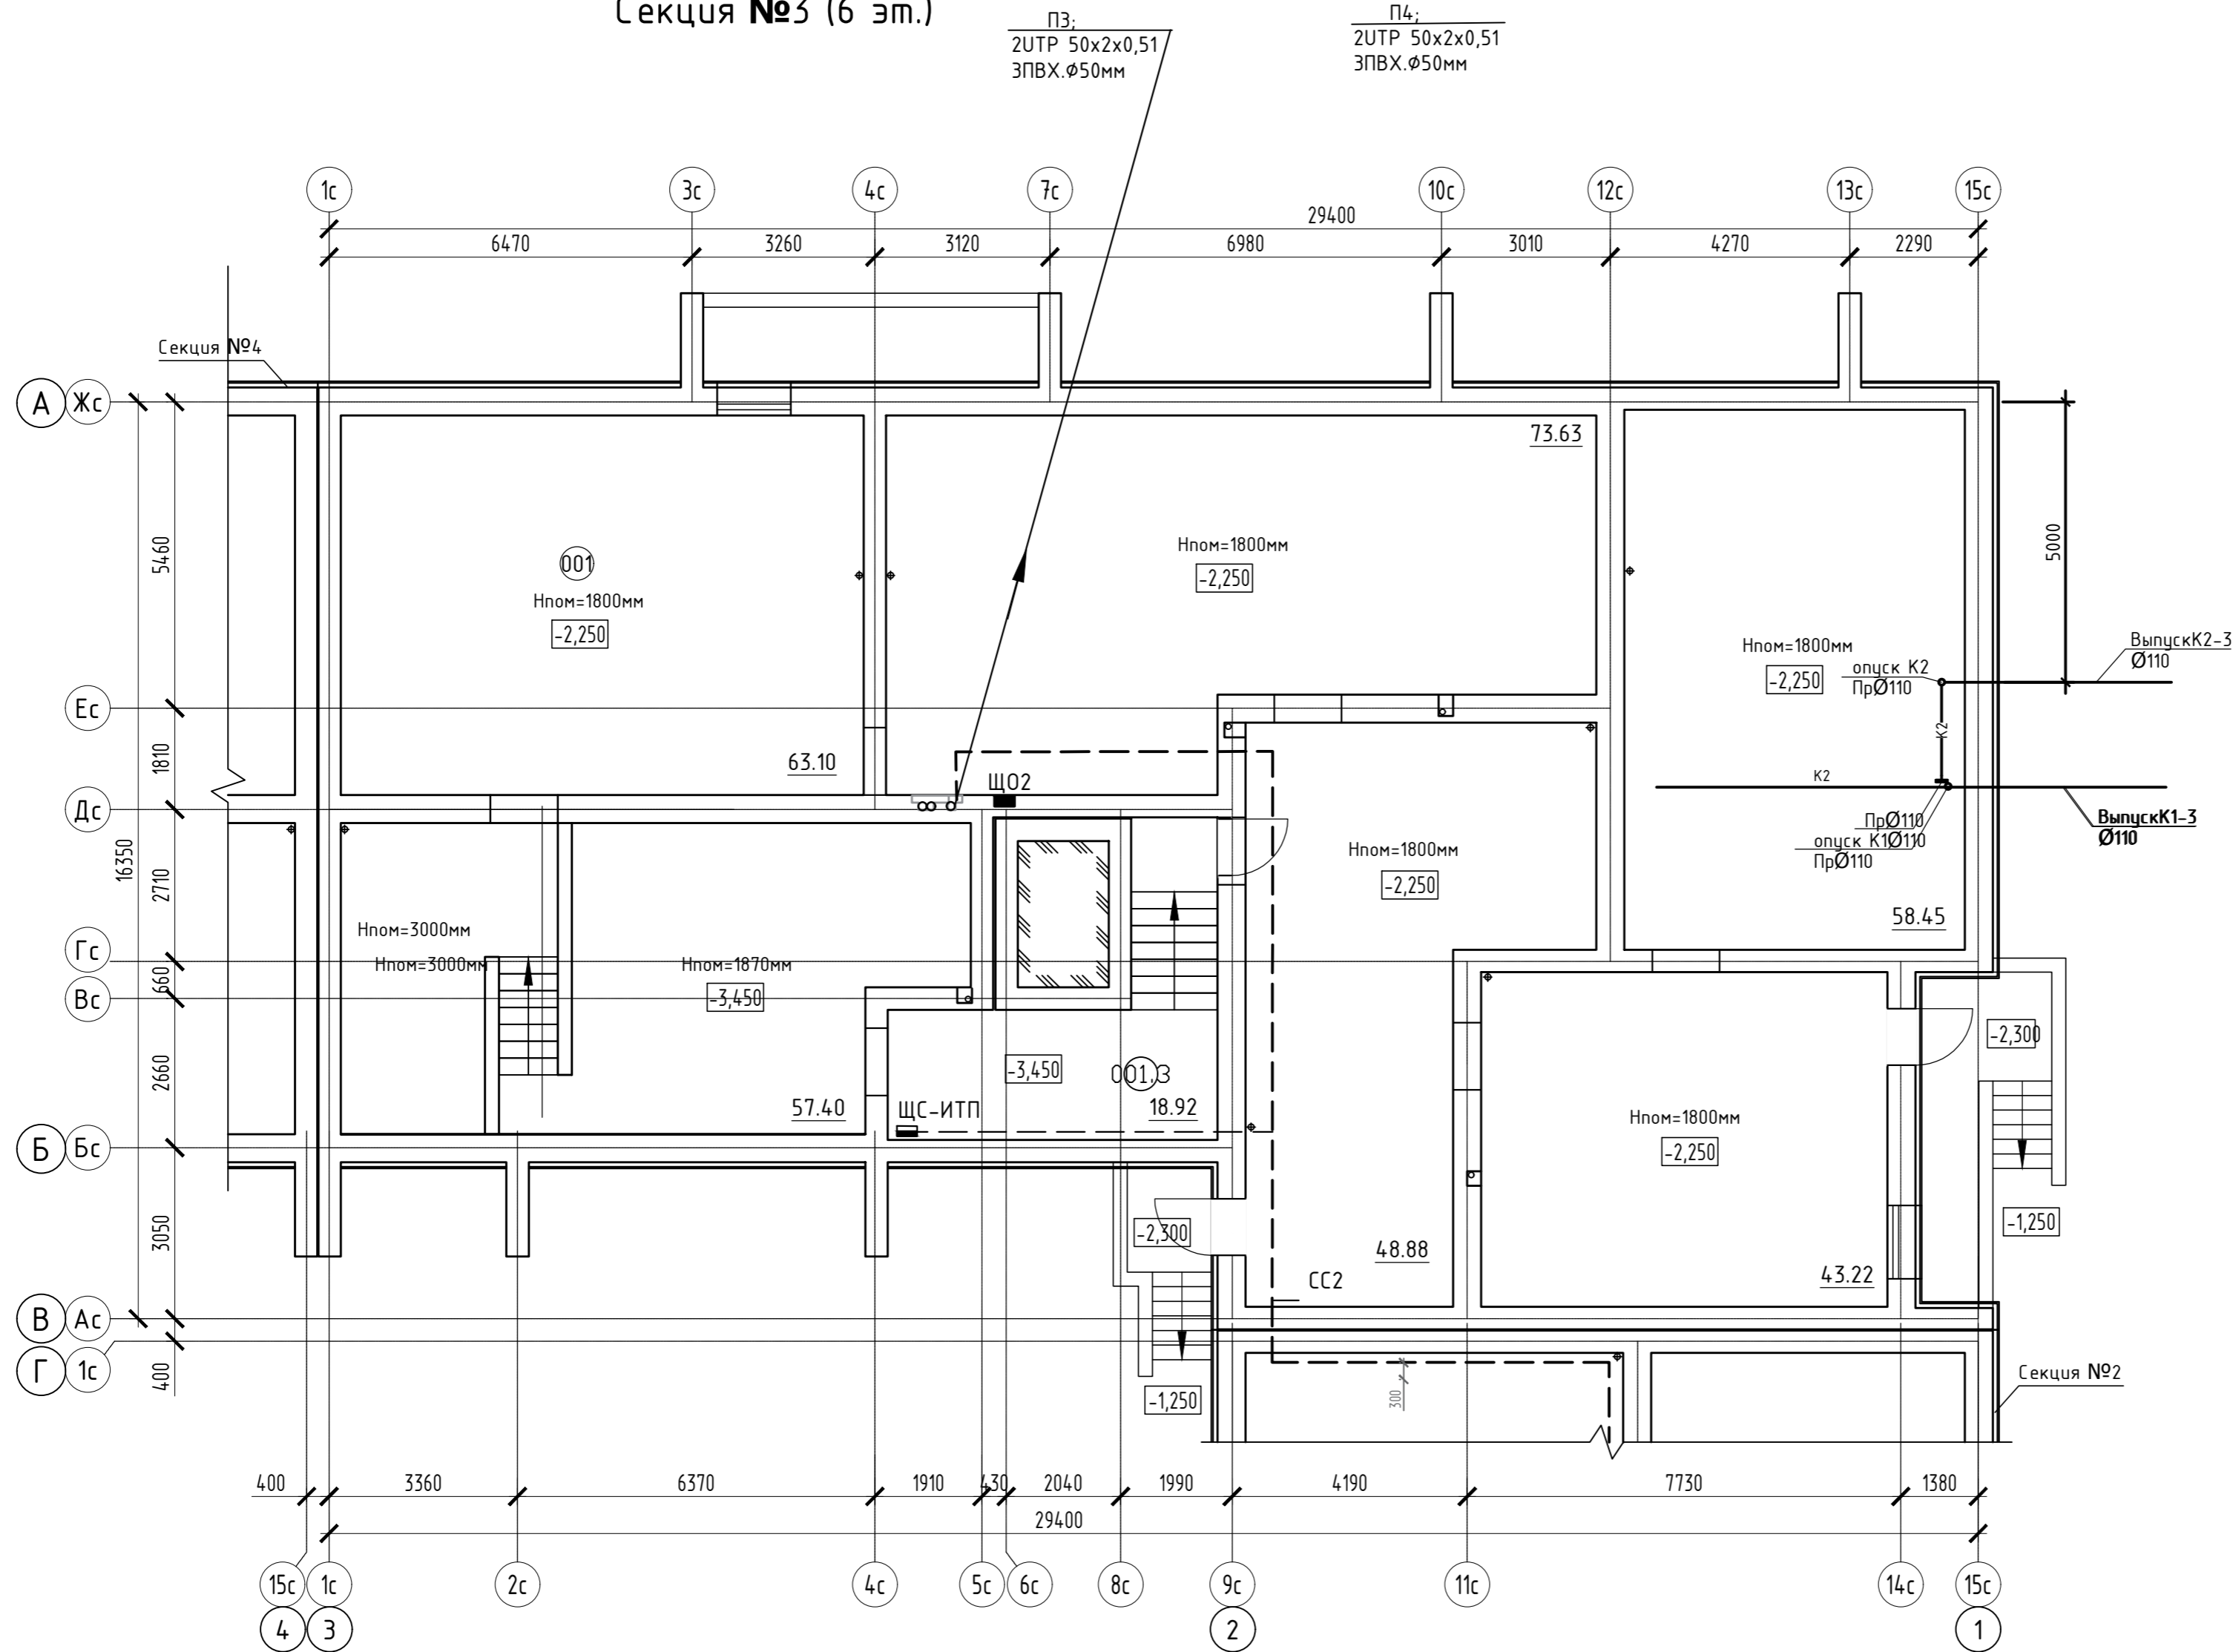 Секция №3 (6 эт.)
П3;
2UTP 50x2x0,51
3ПВХ.Ф50мм
П4;
2UTP 50x2x0,51
3ПВХ.Ф50мм
1с 3с 4с 7с 10с 12с 13с 15с
29400
6470 3260 3120 6980 3010 4270 2290
Секция №4
А Жс
73.63
5460
5000
001
Нпом=1800мм
-2,250
Нпом=1800мм
-2,250
Нпом=1800мм
-2,250
опуск К2
ПрØ110
ВыпускК2-3
Ø110
Ес
1810
63.10
К2
К2
ЩО2
Дс
ПрØ110
опуск К1Ø110
ПрØ110
ВыпускК1-3
Ø110
16350
2710
Нпом=1800мм
-2,250
58.45
Нпом=3000мм
Нпом=3000мм
Нпом=1870мм
-3,450
Гс
660
Вс
-2,300
2660
-3,450
001.3
57.40
ЩС-ИТП
18.92
Нпом=1800мм
-2,250
Б Бс
3050
-2,300
-1,250
48.88
43.22
СС2
В Ас
Г 1с
400
300
-1,250
Секция №2
400 3360 6370 1910 430 2040 1990 4190 7730 1380
29400
15с 1с 2с 4с 5с 6с 8с 9с 11с 14с 15с
4 3 2 1